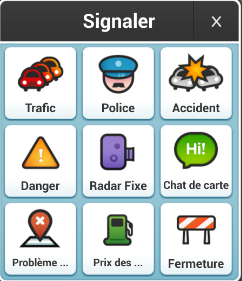 Signaler X
Trafic Police Accident
Hi!
Danger Radar Fixe Chat de carte
Problème ... Prix des ... Fermeture